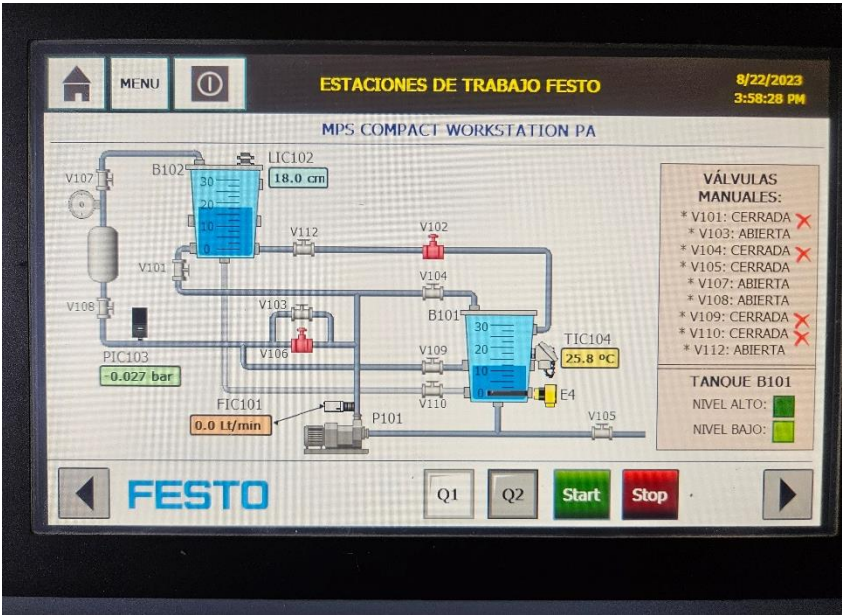 MENU
ESTACIONES DE TRABAJO FESTO
8/22/2023
3:58:28 PM
MPS COMPACT WORKSTATION PA
V107
B102
30
20
10
0
LIC102
18.0 cm
V101
V112
V102
V104
V108
V103
V106
PIC103
-0.027 bar
B101
30
20
10
0
TIC104
25.8 ºC
V109
V110
E4
FIC101
0.0 Lt/min
P101
V105
VÁLVULAS
MANUALES:
* V101: CERRADA
* V103: ABIERTA
* V104: CERRADA
* V105: CERRADA
* V107: ABIERTA
* V108: ABIERTA
* V109: CERRADA
* V110: CERRADA
* V112: ABIERTA
TANQUE B101
NIVEL ALTO:
NIVEL BAJO:
FESTO
Q1
Q2
Start
Stop